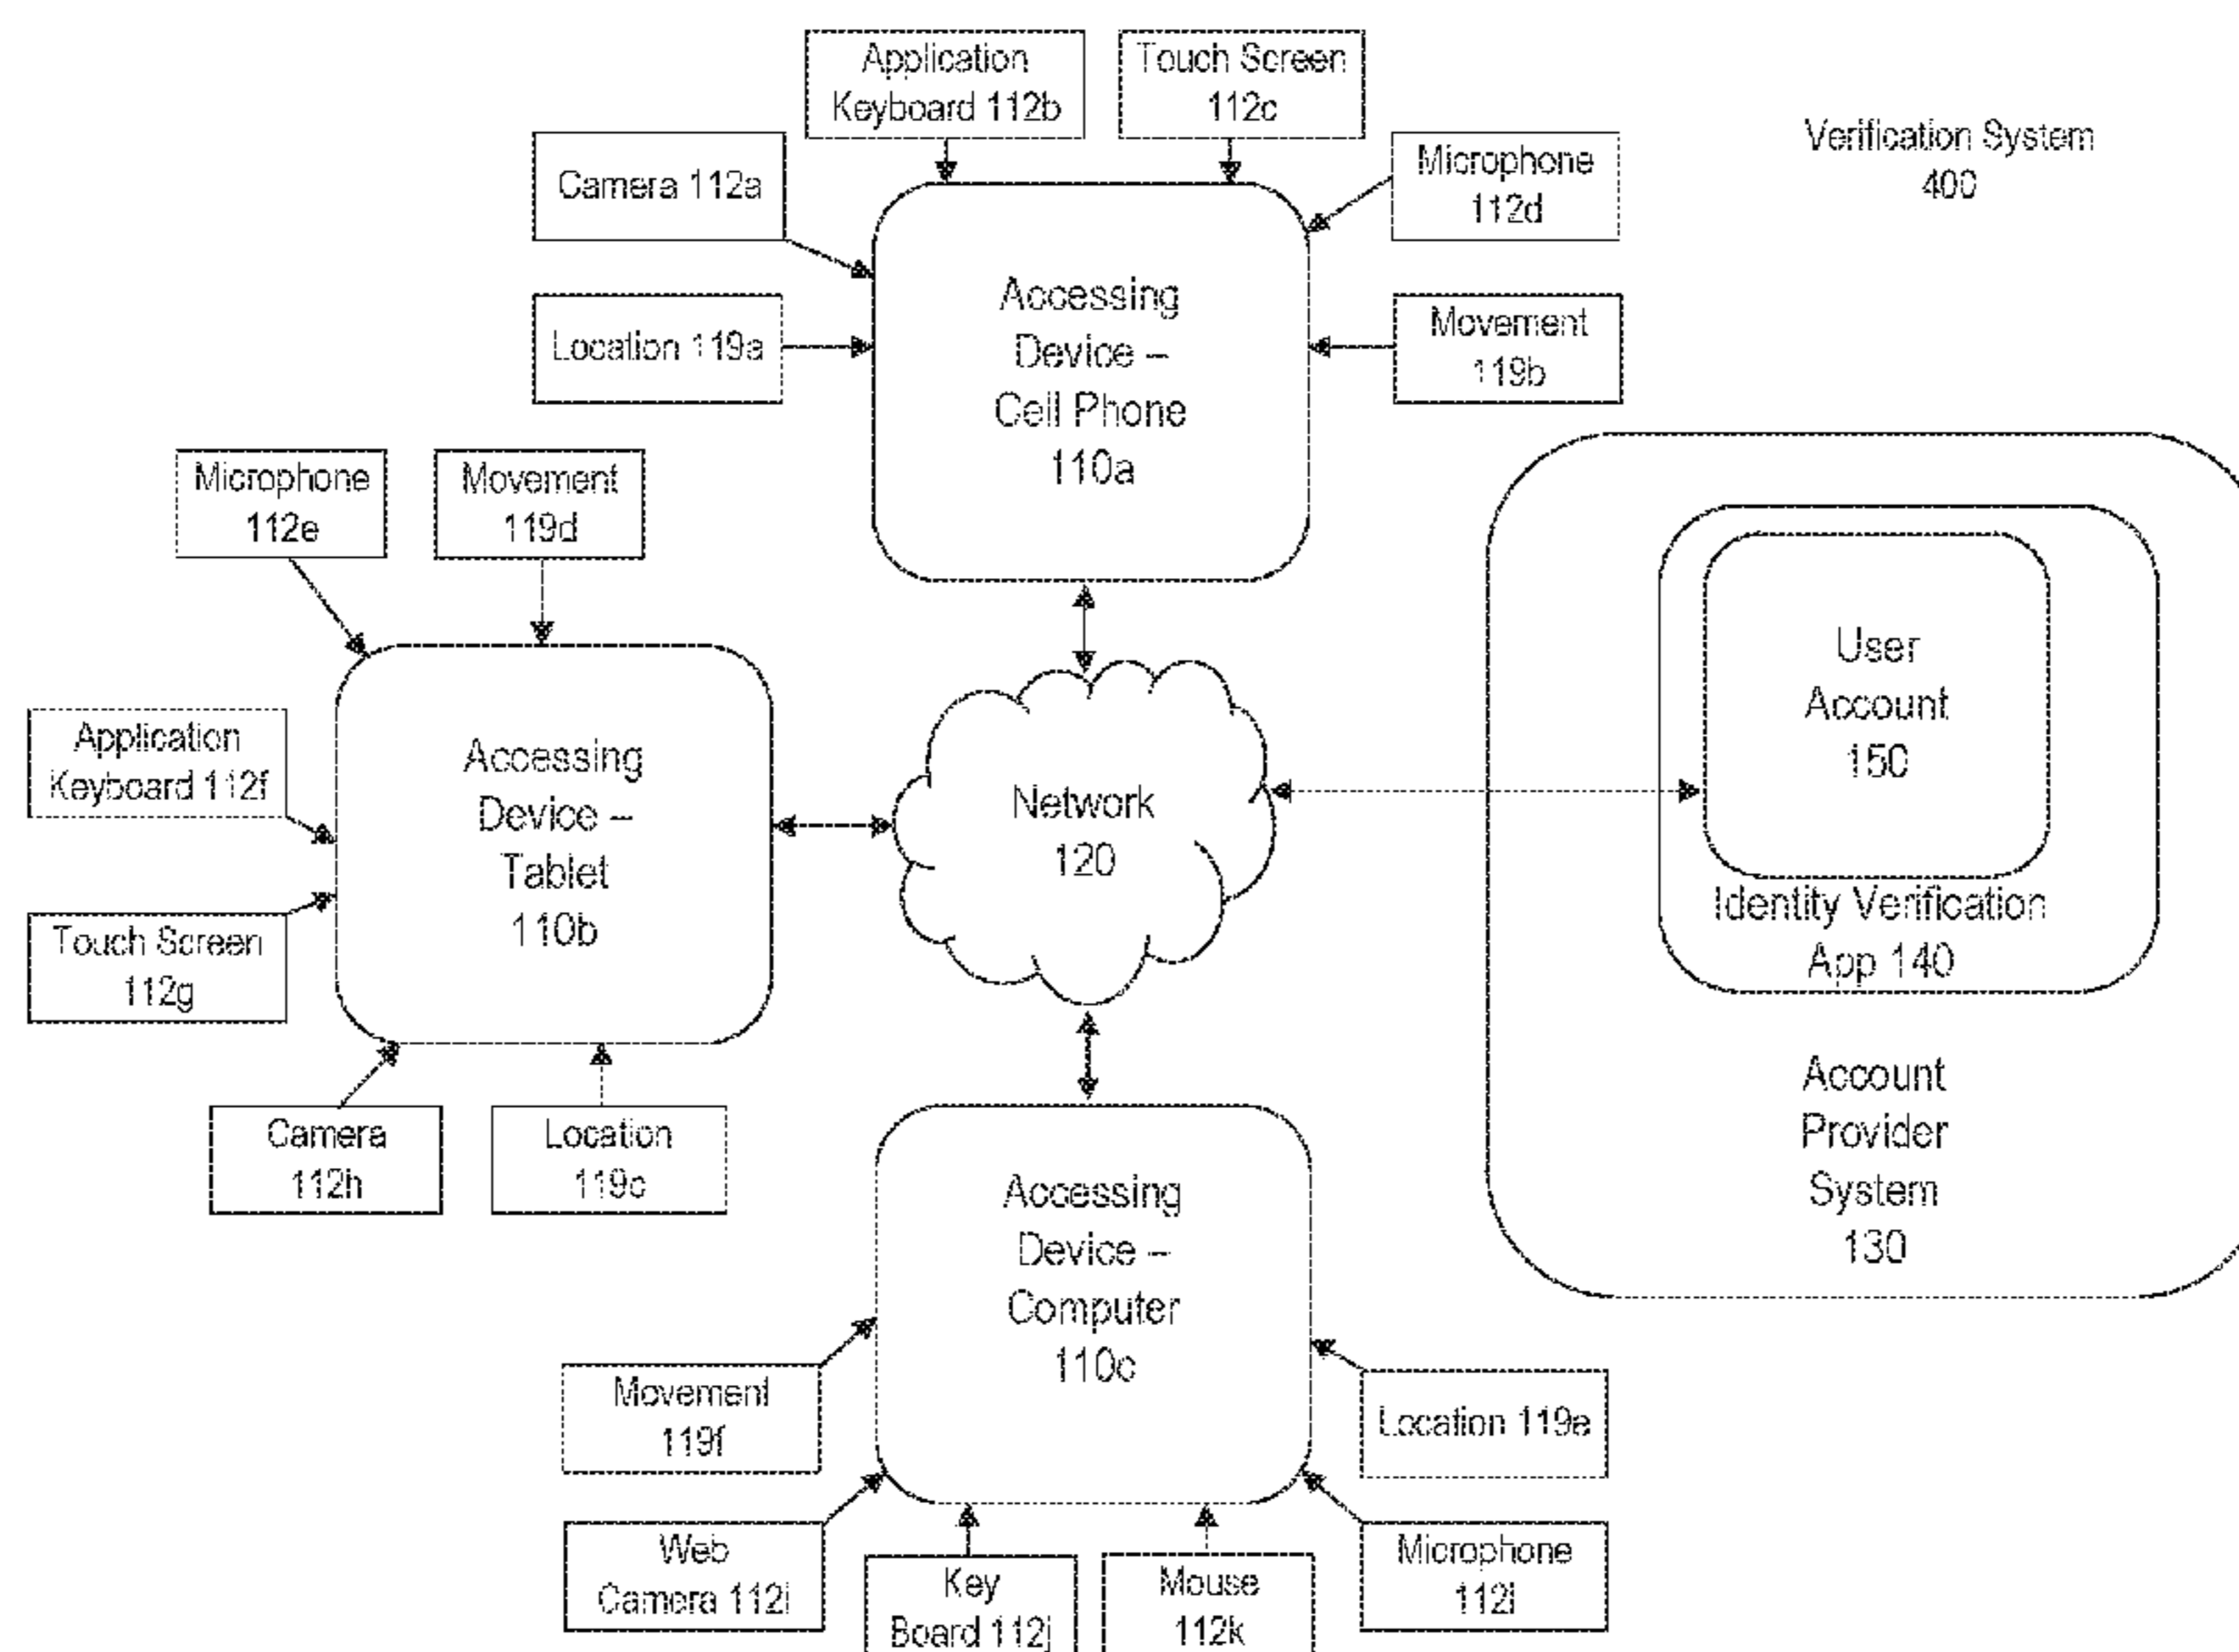 Application
Keyboard 112b
Touch Screen
112c
Verification System
400
Camera 112a
Microphone
112d
Location 119a
Accessing
Device –
Cell Phone
110a
Movement
119b
Microphone
112e
Movement
119d
Application
Keyboard 112f
Accessing
Device –
Tablet
110b
Touch Screen
112g
Camera
112h
Location
119c
Network
120
User
Account
150
Identity Verification
App 140
Account
Provider
System
130
Accessing
Device –
Computer
110c
Movement
119f
Location 119e
Web
Camera 112i
Key
Board 112j
Mouse
112k
Microphone
112l